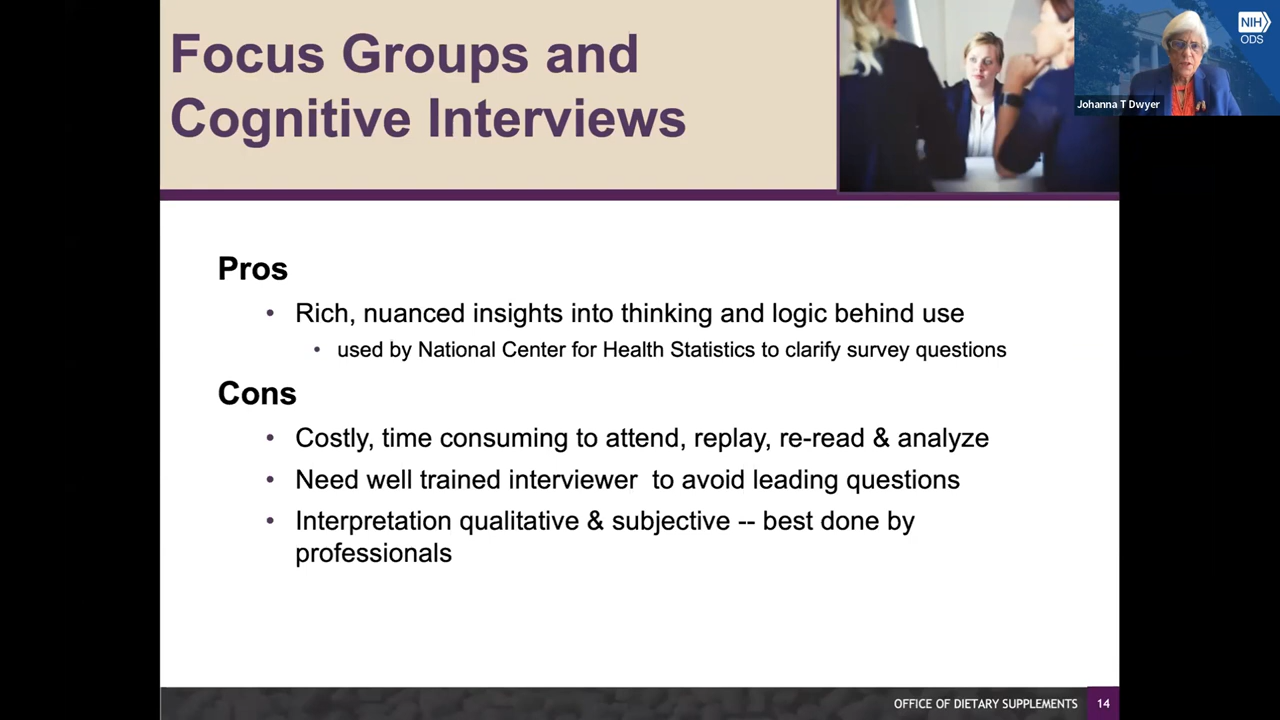 Focus Groups and
Cognitive Interviews
NIH
ODS
Johanna T Dwyer
Pros
• Rich, nuanced insights into thinking and logic behind use
• used by National Center for Health Statistics to clarify survey questions
Cons
• Costly, time consuming to attend, replay, re-read & analyze
• Need well trained interviewer  to avoid leading questions
• Interpretation qualitative & subjective -- best done by
professionals
OFFICE OF DIETARY SUPPLEMENTS 14